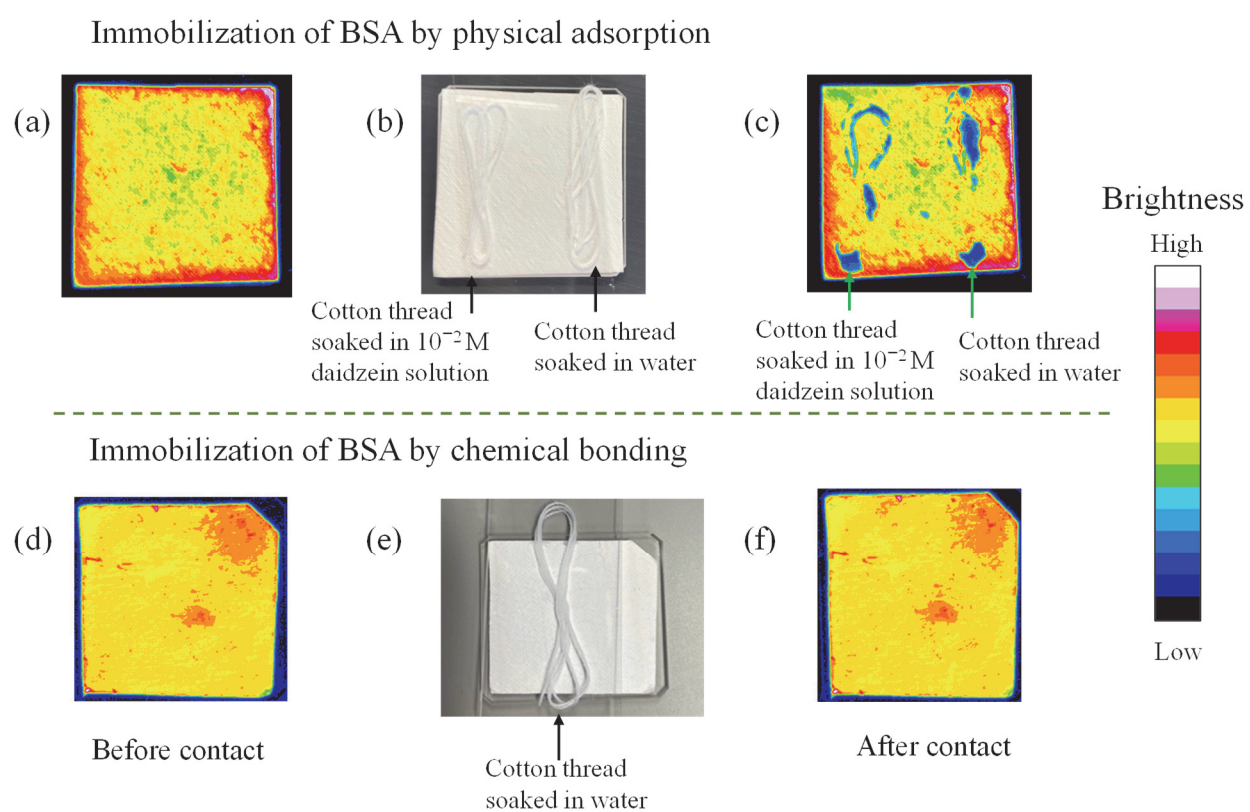 Immobilization of BSA by physical adsorption
(a)
(b)
(c)
Cotton thread
soaked in 10⁻² M
daidzein solution
Cotton thread
soaked in water
Cotton thread
soaked in 10⁻² M
daidzein solution
Cotton thread
soaked in water
Brightness
High
Low
Immobilization of BSA by chemical bonding
(d)
(e)
(f)
Before contact
Cotton thread
soaked in water
After contact